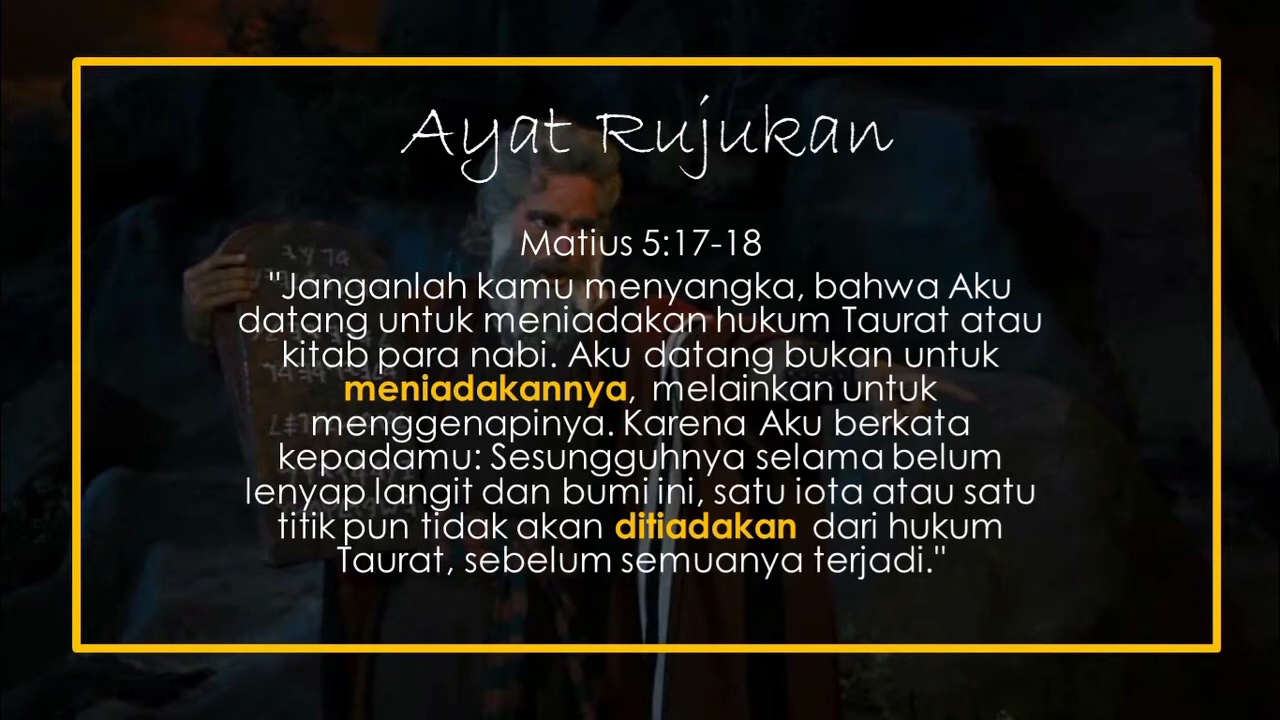 Ayat Rujukan
Matius 5:17-18
"Janganlah kamu menyangka, bahwa Aku
datang untuk meniadakan hukum Taurat atau
kitab para nabi. Aku datang bukan untuk
meniadakannya, melainkan untuk
menggenapinya. Karena Aku berkata
kepadamu: Sesungguhnya selama belum
lenyap langit dan bumi ini, satu iota atau satu
titik pun tidak akan ditiadakan dari hukum
Taurat, sebelum semuanya terjadi."